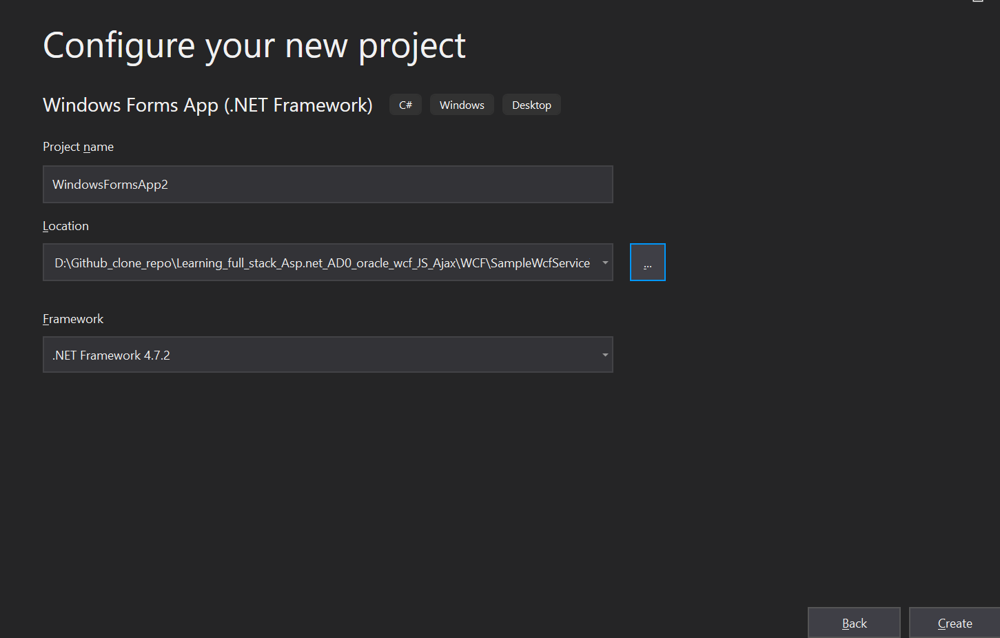 Configure your new project
Windows Forms App (.NET Framework) C# Windows Desktop
Project name
WindowsFormsApp2
Location
D:\Github_clone_repo\Learning_full_stack_Asp.net_AD0_oracle_wcf_JS_Ajax\WCF\SampleWcfService
...
Framework
.NET Framework 4.7.2
Back Create